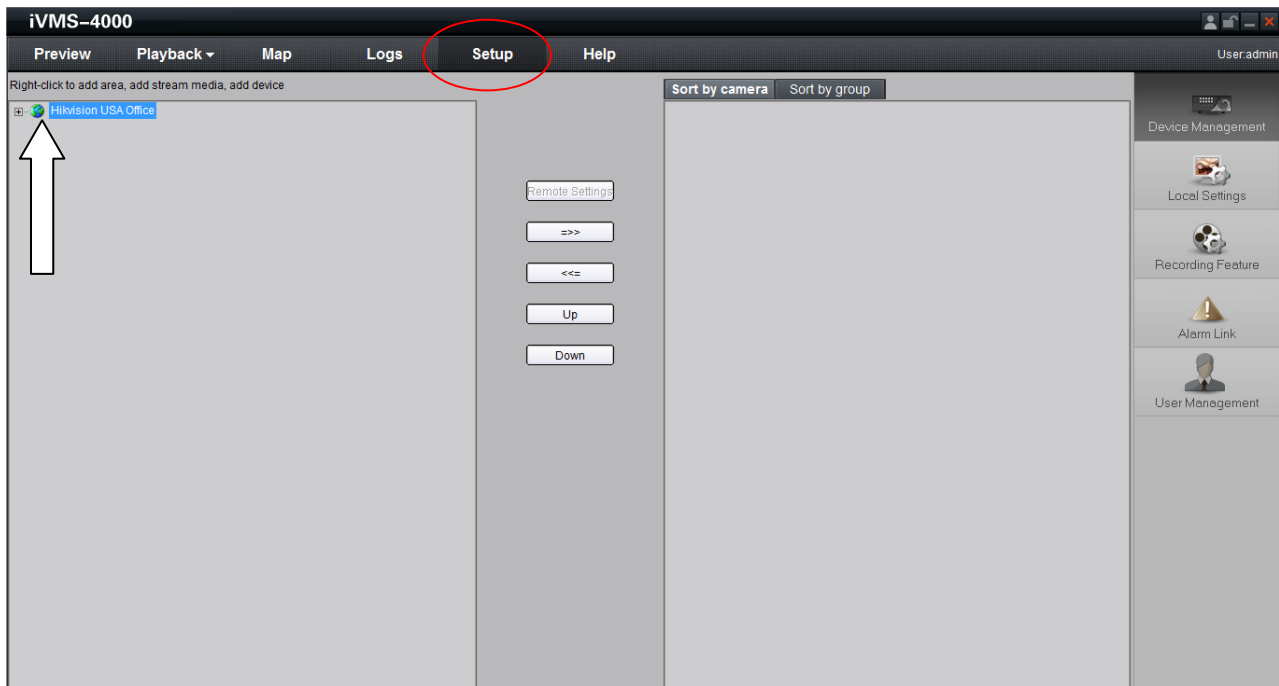 iVMS-4000
Preview Playback Map Logs Setup Help User:admin
Right-click to add area, add stream media, add device
Hikvision USA Office
Remote Settings
=>>
<<=
Up
Down
Sort by camera Sort by group
Device Management
Local Settings
Recording Feature
Alarm Link
User Management